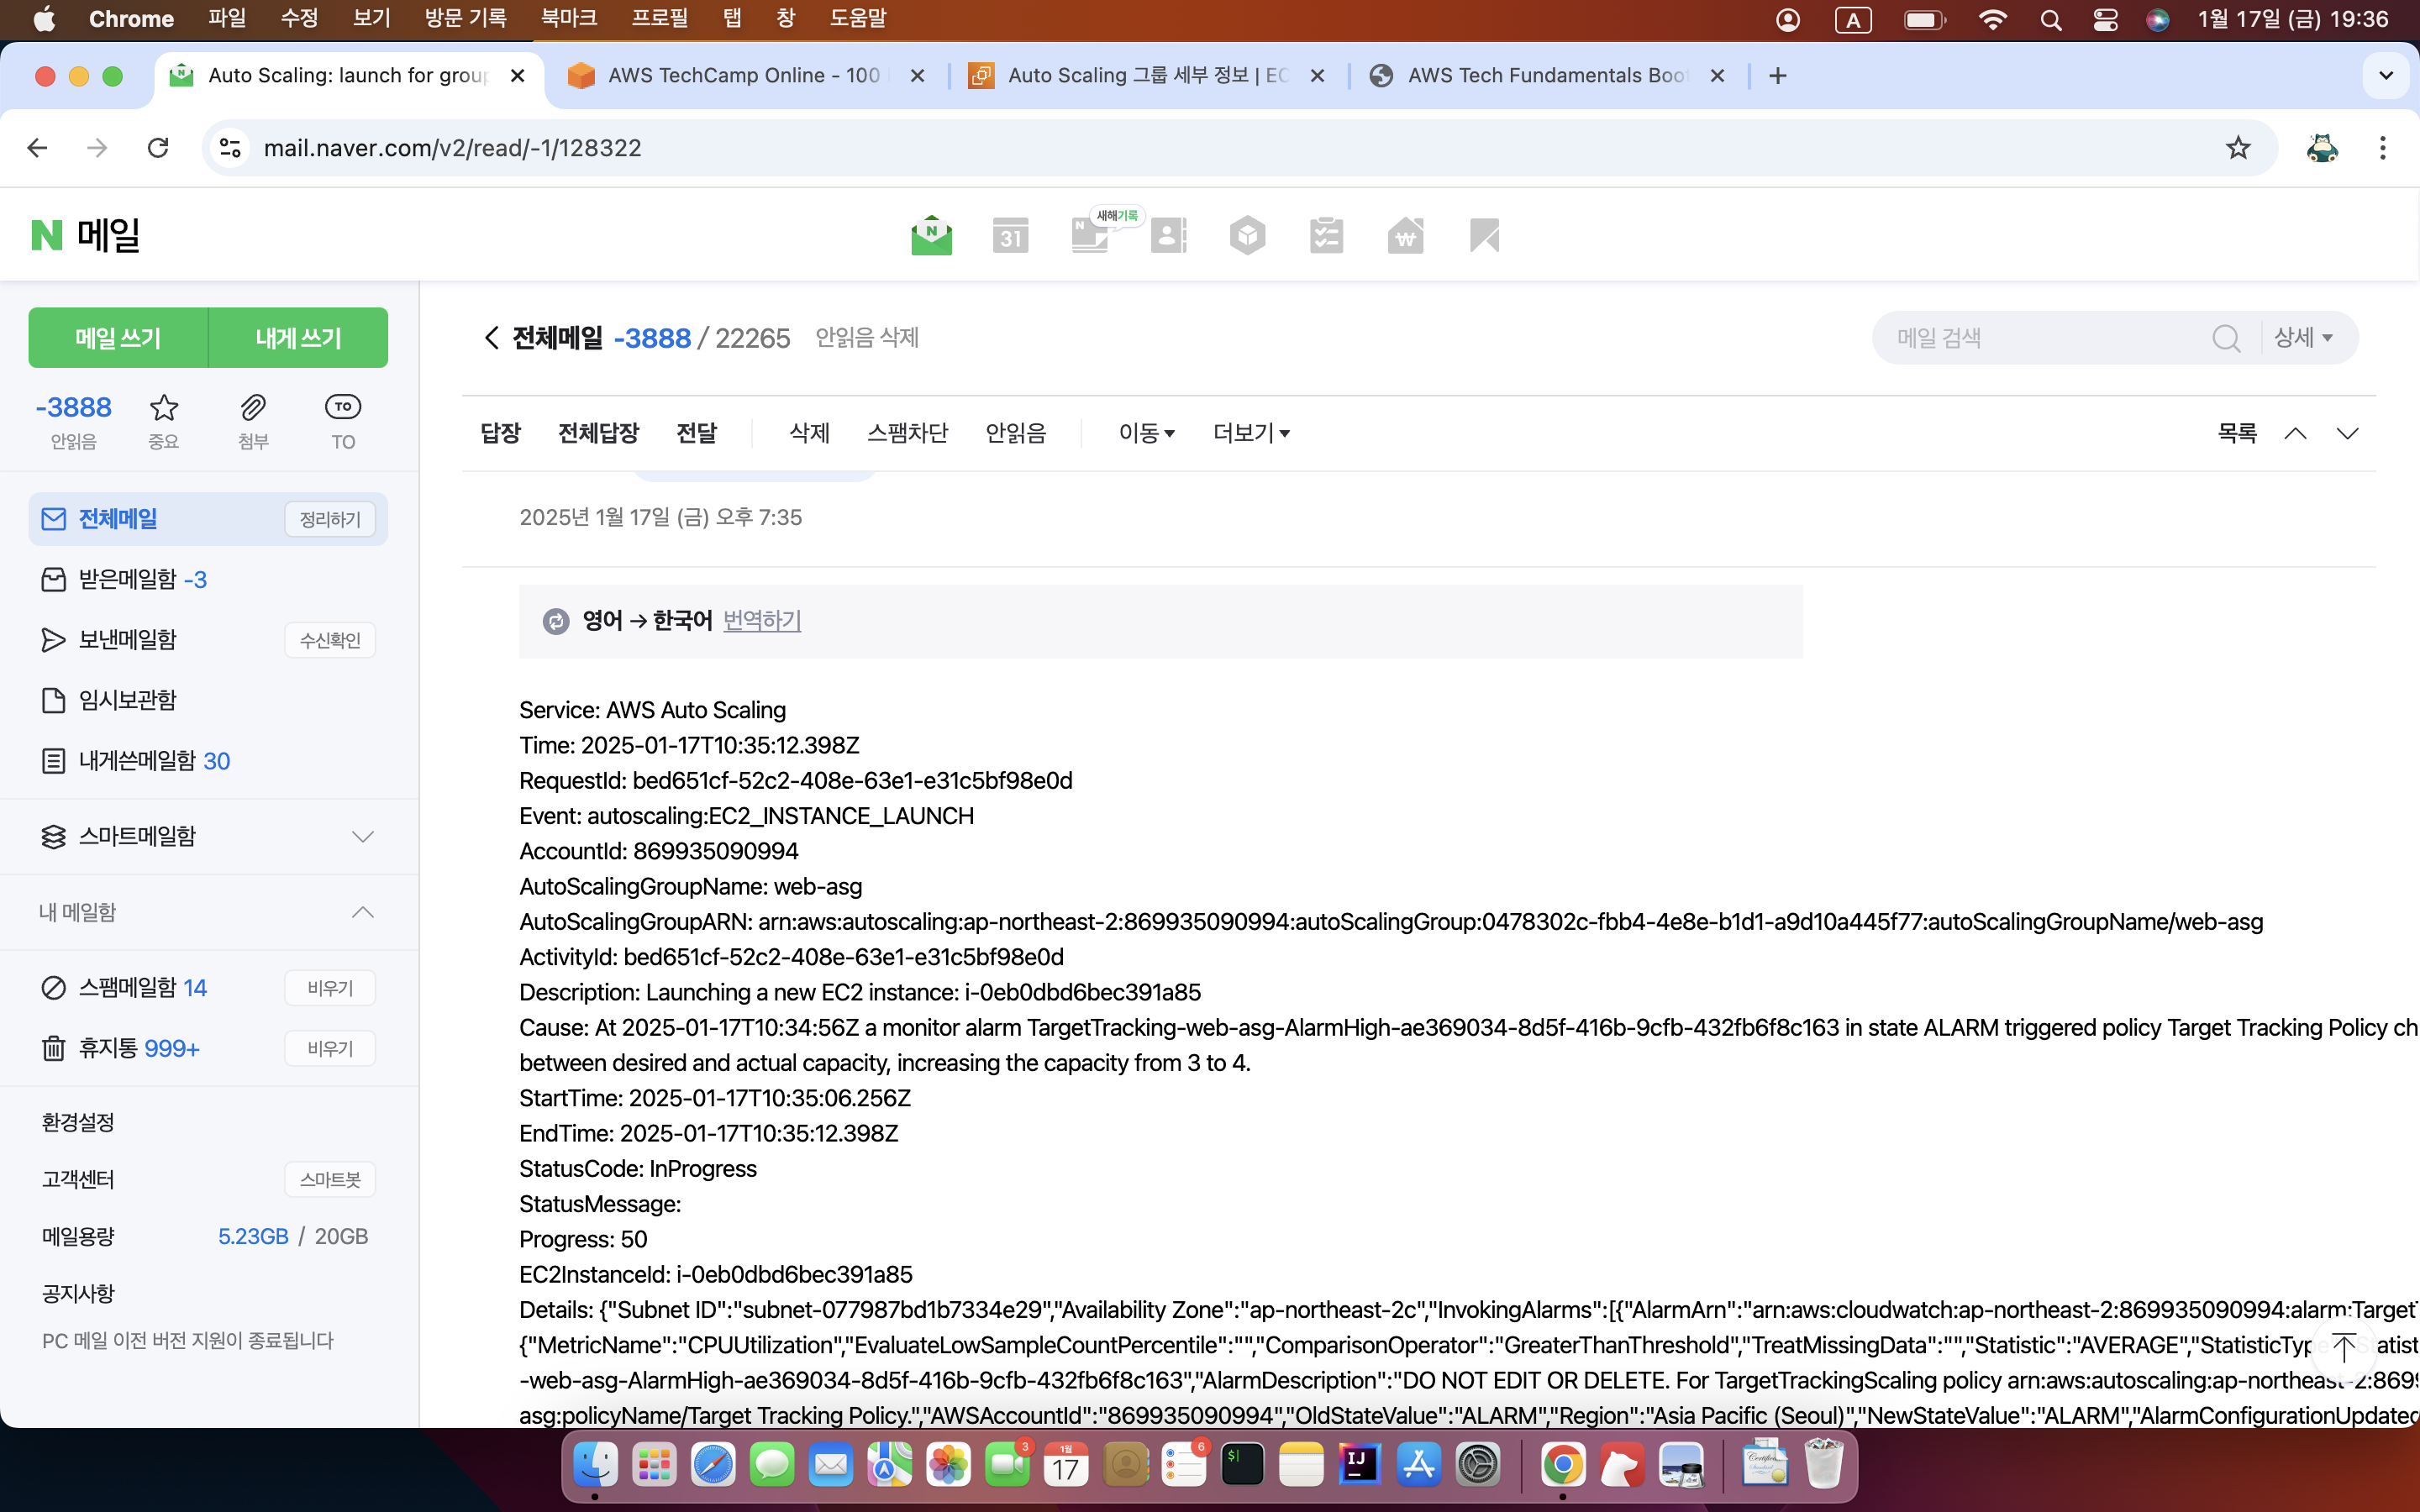 Chrome 파일 수정 보기 방문 기록 북마크 프로필 탭 창 도움말 A 1월 17일 (금) 19:36
Auto Scaling: launch for group AWS TechCamp Online - 100 Auto Scaling 그룹 세부 정보 | EC AWS Tech Fundamentals Boot
mail.naver.com/v2/read/-1/128322
N 메일
N 31 N 새해기록 ₩
메일 쓰기 내게 쓰기
전체메일 -3888 / 22265 안읽음 삭제
메일 검색 상세
-3888 TO
안읽음 중요 첨부 TO
답장 전체답장 전달 삭제 스팸차단 안읽음 이동 더보기 목록
전체메일 정리하기
받은메일함 -3
보낸메일함 수신확인
임시보관함
내게쓴메일함 30
스마트메일함
내 메일함
스팸메일함 14 비우기
휴지통 999+ 비우기
환경설정
고객센터 스마트봇
메일용량 5.23GB / 20GB
공지사항
PC 메일 이전 버전 지원이 종료됩니다
2025년 1월 17일 (금) 오후 7:35
영어 → 한국어 번역하기
Service: AWS Auto Scaling
Time: 2025-01-17T10:35:12.398Z
RequestId: bed651cf-52c2-408e-63e1-e31c5bf98e0d
Event: autoscaling:EC2_INSTANCE_LAUNCH
AccountId: 869935090994
AutoScalingGroupName: web-asg
AutoScalingGroupARN: arn:aws:autoscaling:ap-northeast-2:869935090994:autoScalingGroup:0478302c-fbb4-4e8e-b1d1-a9d10a445f77:autoScalingGroupName/web-asg
ActivityId: bed651cf-52c2-408e-63e1-e31c5bf98e0d
Description: Launching a new EC2 instance: i-0eb0dbd6bec391a85
Cause: At 2025-01-17T10:34:56Z a monitor alarm TargetTracking-web-asg-AlarmHigh-ae369034-8d5f-416b-9cfb-432fb6f8c163 in state ALARM triggered policy Target Tracking Policy ch
between desired and actual capacity, increasing the capacity from 3 to 4.
StartTime: 2025-01-17T10:35:06.256Z
EndTime: 2025-01-17T10:35:12.398Z
StatusCode: InProgress
StatusMessage:
Progress: 50
EC2InstanceId: i-0eb0dbd6bec391a85
Details: {"Subnet ID":"subnet-077987bd1b7334e29","Availability Zone":"ap-northeast-2c","InvokingAlarms":[{"AlarmArn":"arn:aws:cloudwatch:ap-northeast-2:869935090994:alarm:Target
{"MetricName":"CPUUtilization","EvaluateLowSampleCountPercentile":"","ComparisonOperator":"GreaterThanThreshold","TreatMissingData":"","Statistic":"AVERAGE","StatisticTyp
-web-asg-AlarmHigh-ae369034-8d5f-416b-9cfb-432fb6f8c163","AlarmDescription":"DO NOT EDIT OR DELETE. For TargetTrackingScaling policy arn:aws:autoscaling:ap-northeast-2:869
asg:policyName/Target Tracking Policy.","AWSAccountId":"869935090994","OldStateValue":"ALARM","Region":"Asia Pacific (Seoul)","NewStateValue":"ALARM","AlarmConfigurationUpdated
3 1월 17 6 $ IJ